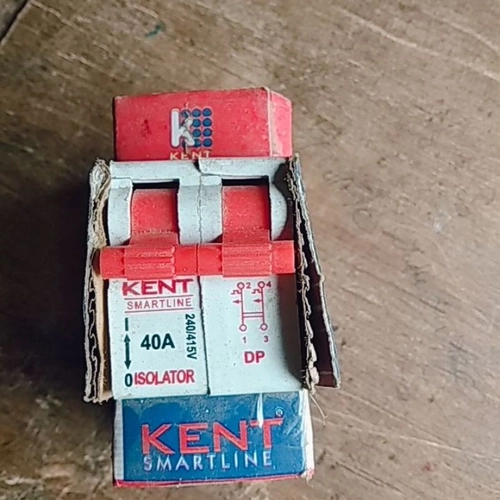 K
KENT
KENT
SMARTLINE
I
40A
240/415V
0 ISOLATOR
2 4
1 3
DP
KENT®
SMARTLINE